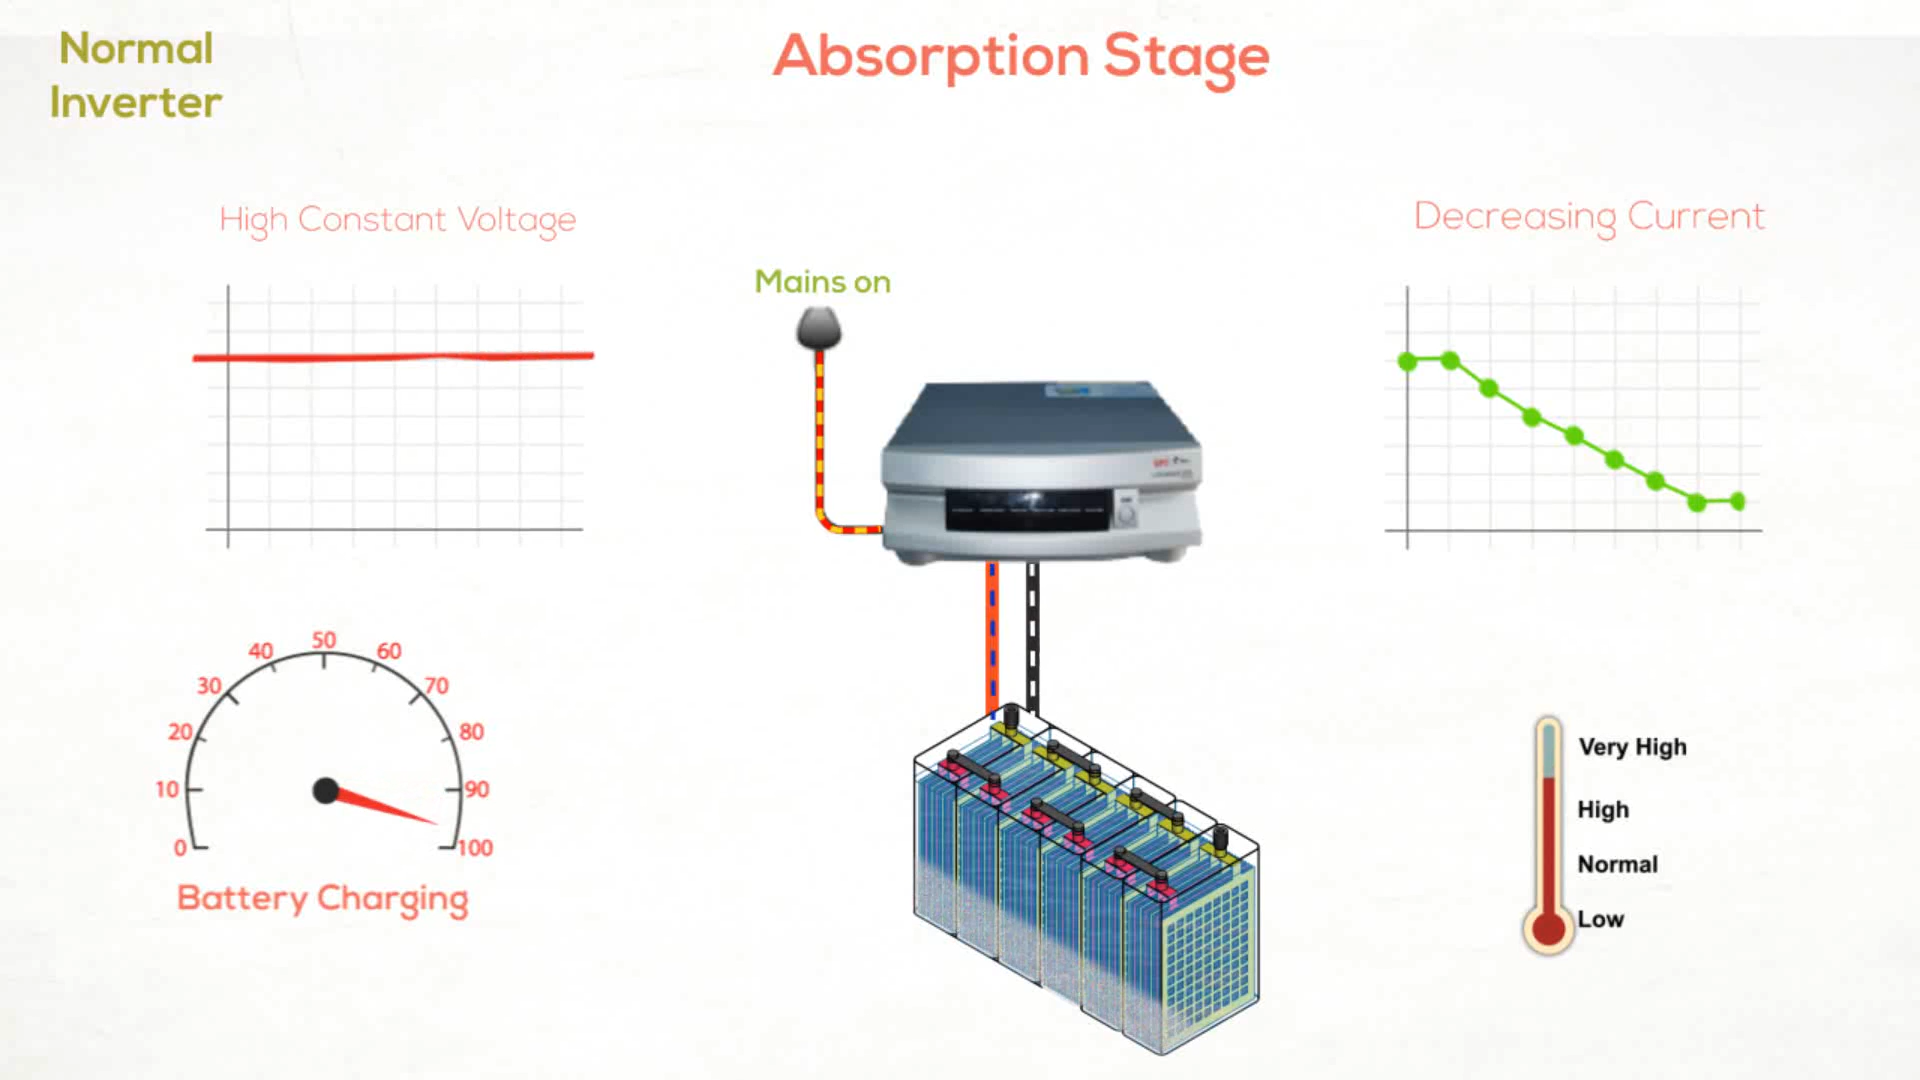 Normal
Inverter
Absorption Stage
High Constant Voltage
Decreasing Current
Mains on
0
10
20
30
40
50
60
70
80
90
100
Battery Charging
Very High
High
Normal
Low